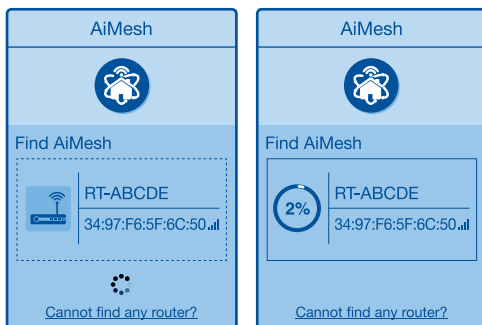 AiMesh
Find AiMesh
RT-ABCDE
34:97:F6:5F:6C:50
Cannot find any router?
AiMesh
Find AiMesh
2%
RT-ABCDE
34:97:F6:5F:6C:50
Cannot find any router?